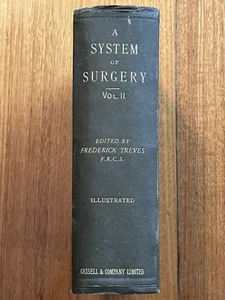 A
SYSTEM
OF
SURGERY
VOL. II.
EDITED BY
FREDERICK TREVES
F.R.C.S.
ILLUSTRATED
CASSELL & COMPANY LIMITED